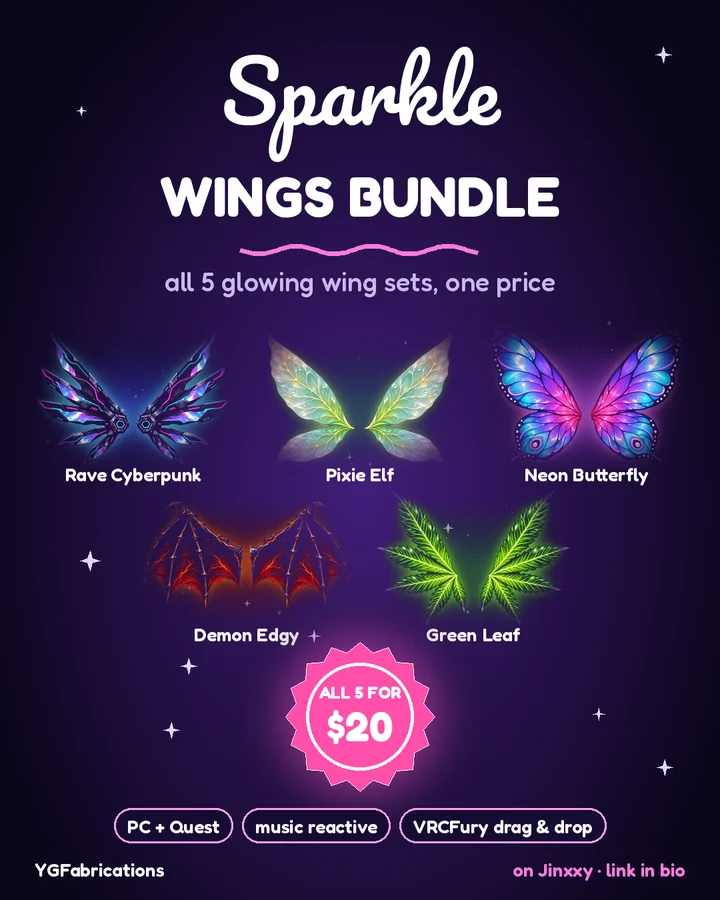 Sparkle
WINGS BUNDLE
all 5 glowing wing sets, one price
Rave Cyberpunk
Pixie Elf
Neon Butterfly
Demon Edgy
Green Leaf
ALL 5 FOR
$20
PC + Quest
music reactive
VRCFury drag & drop
YGFabrications
on Jinxxy · link in bio